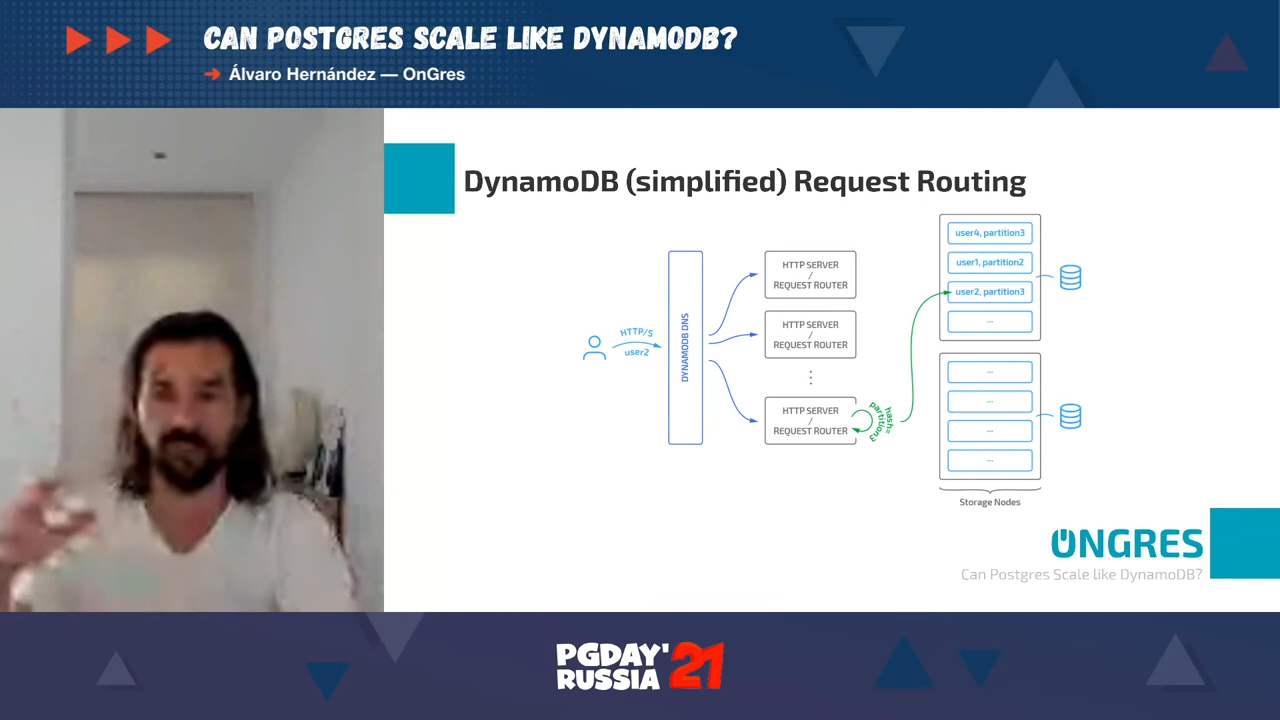 CAN POSTGRES SCALE LIKE DYNAMODB?
Álvaro Hernández — OnGres
DynamoDB (simplified) Request Routing
HTTP/S
user2
DYNAMODB DNS
HTTP SERVER
/
REQUEST ROUTER
HTTP SERVER
/
REQUEST ROUTER
HTTP SERVER
/
REQUEST ROUTER
hash=
partition3
user4, partition3
user1, partition2
user2, partition3
...
...
...
...
...
Storage Nodes
ONGRES
Can Postgres Scale like DynamoDB?
PGDAY'21
RUSSIA